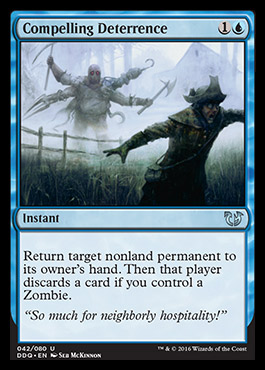 Compelling Deterrence 1
Instant
Return target nonland permanent to
its owner's hand. Then that player
discards a card if you control a
Zombie.
“So much for neighborly hospitality!”
042/080 U
DDQ • EN Seb McKinnon ™ & © 2016 Wizards of the Coast